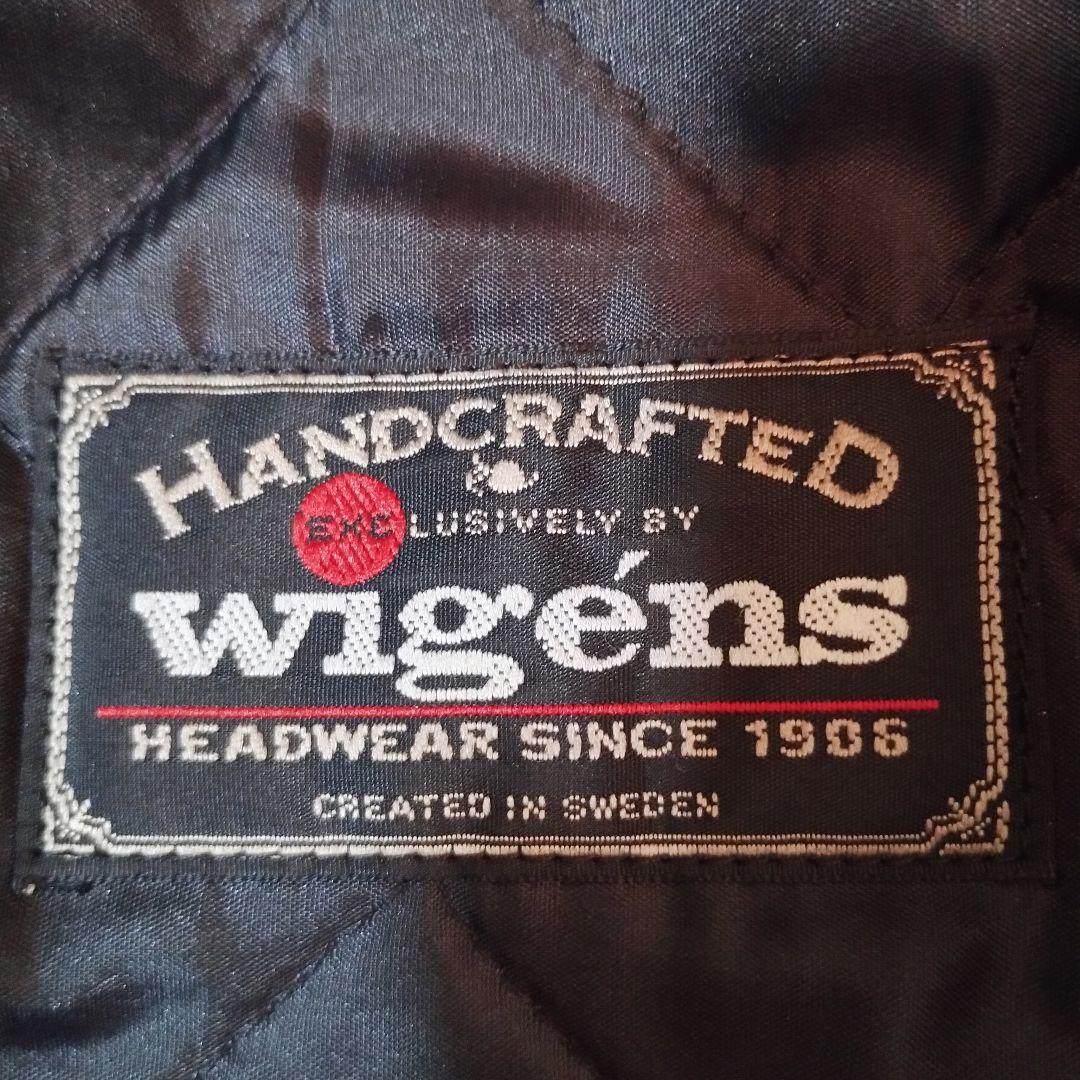 HANDCRAFTED
EXCLUSIVELY BY
wigéns
HEADWEAR SINCE 1906
CREATED IN SWEDEN